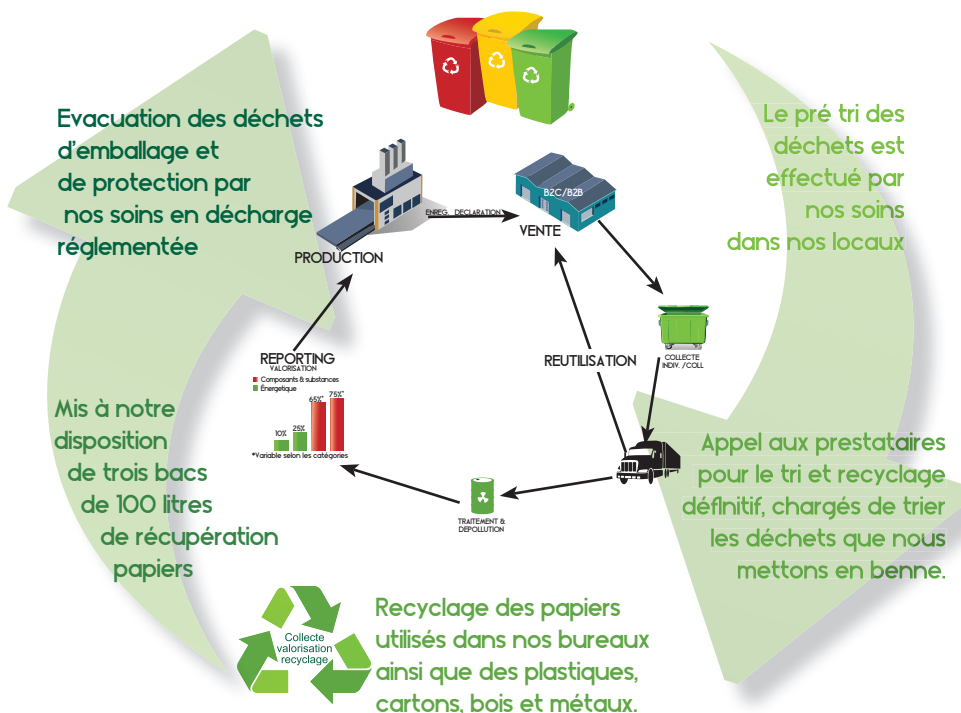 Evacuation des déchets
d'emballage et
de protection par
nos soins en décharge
réglementée
Le pré tri des
déchets est
effectué par
nos soins
dans nos locaux
B2C/B2B
ENREG. DECLARATION
VENTE
PRODUCTION
REPORTING
VALORISATION
Composants & substances
Énergetique
10%
25%
65%*
75%*
*Variable selon les catégories
REUTILISATION
COLLECTE
INDIV. /COLL
TRAITEMENT &
DEPOLLUTION
Mis à notre
disposition
de trois bacs
de 100 litres
de récupération
papiers
Appel aux prestataires
pour le tri et recyclage
définitif, chargés de trier
les déchets que nous
mettons en benne.
Collecte
valorisation
recyclage
Recyclage des papiers
utilisés dans nos bureaux
ainsi que des plastiques,
cartons, bois et métaux.